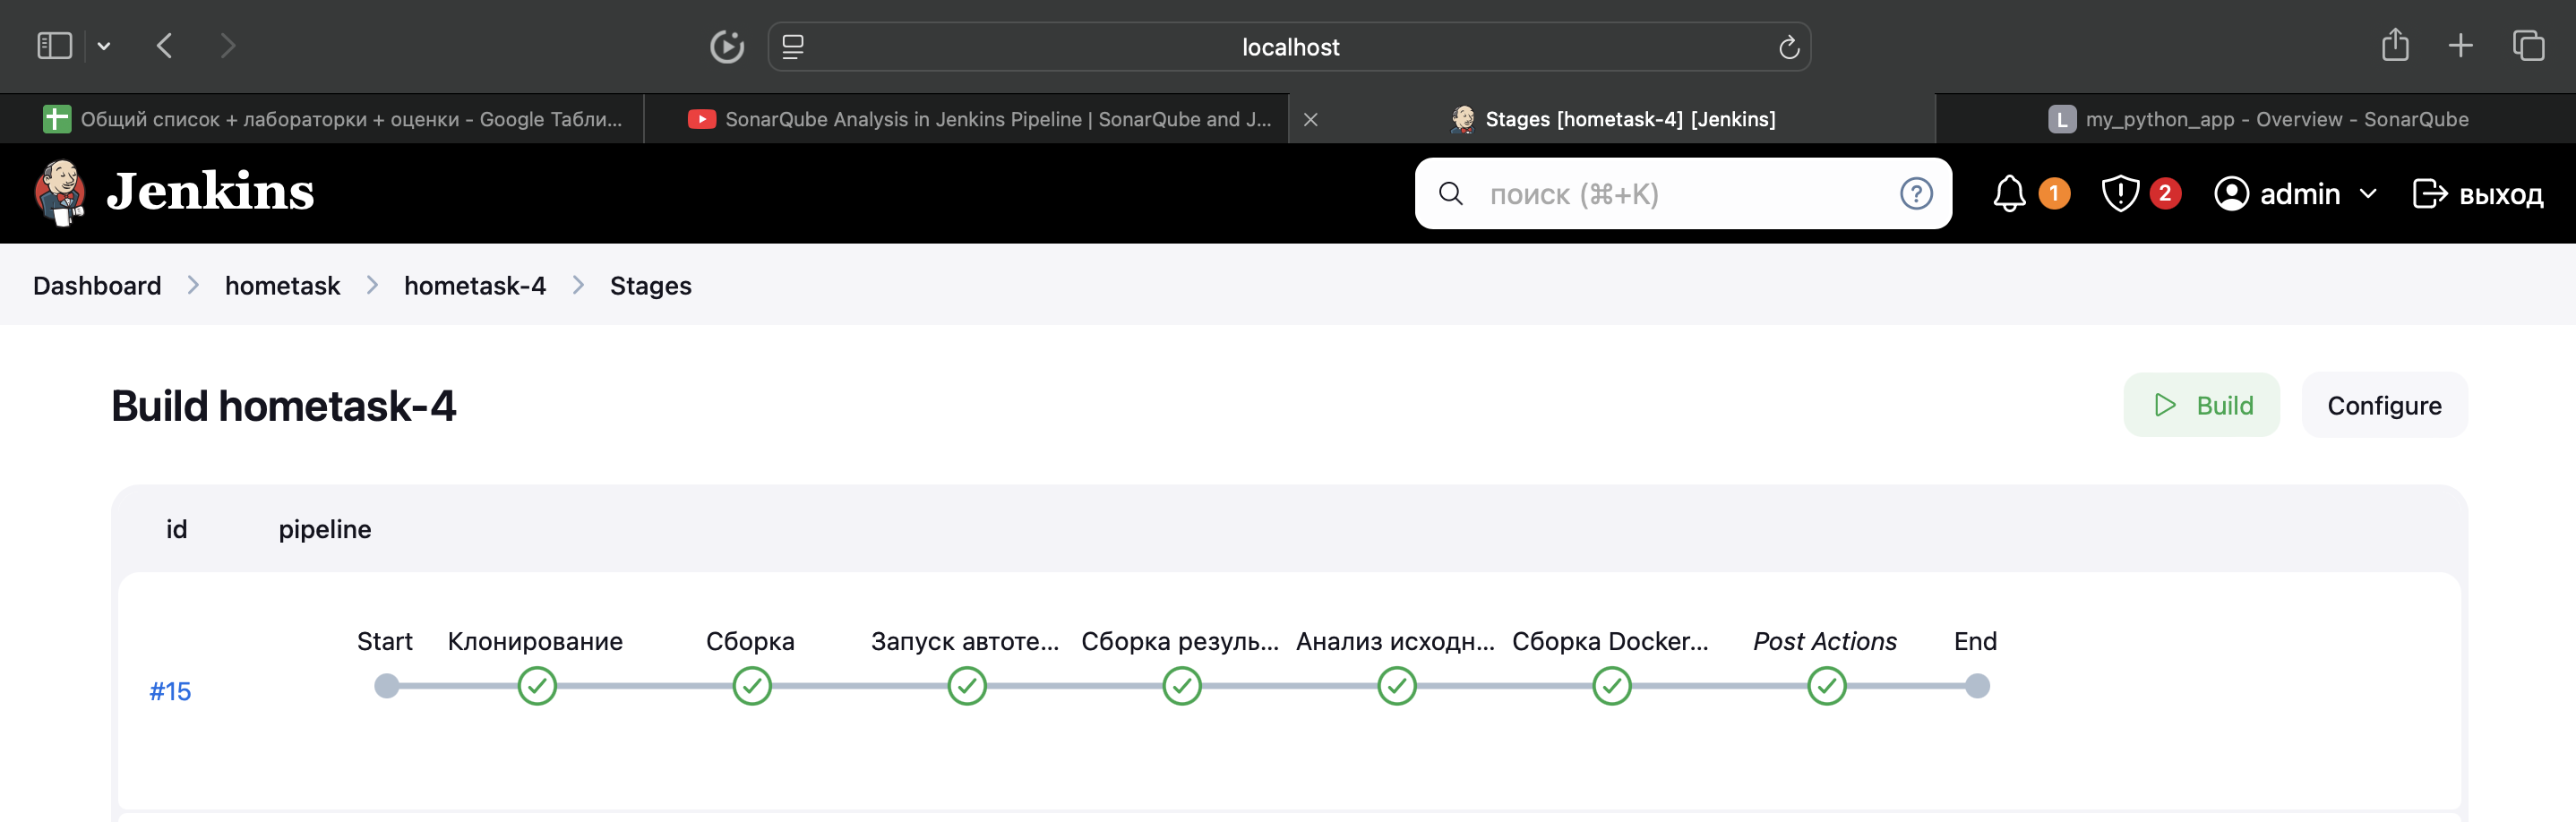 localhost
Общий список + лабораторки + оценки - Google Табли...
SonarQube Analysis in Jenkins Pipeline | SonarQube and J...
Stages [hometask-4] [Jenkins]
L my_python_app - Overview - SonarQube
Jenkins
поиск (⌘+K)
?
1
2
admin
выход
Dashboard > hometask > hometask-4 > Stages
Build hometask-4
Build
Configure
id pipeline
Start Клонирование Сборка Запуск автоте... Сборка резуль... Анализ исходн... Сборка Docker... Post Actions End
#15